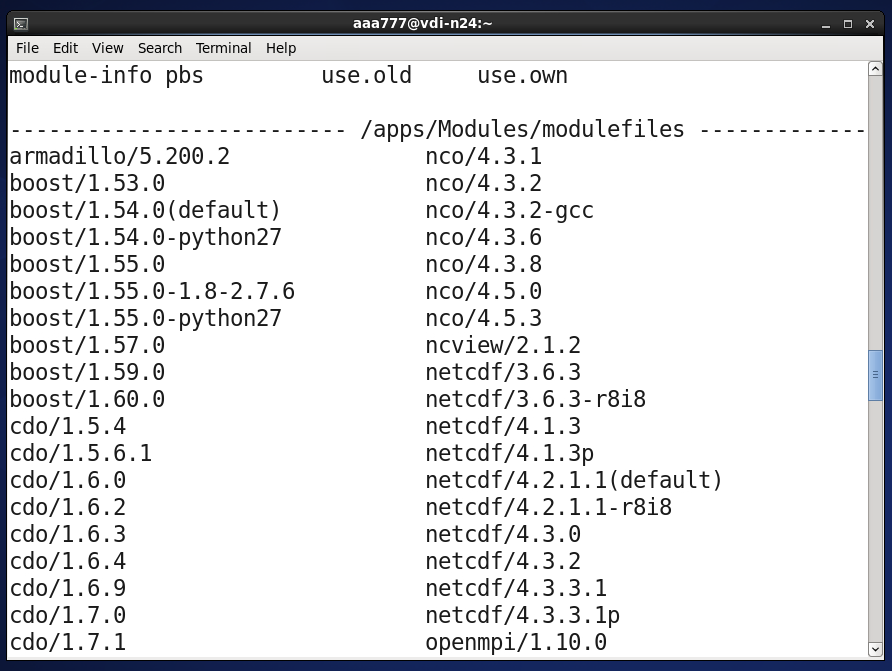 aaa777@vdi-n24:~
File Edit View Search Terminal Help
module-info pbs         use.old     use.own
-------------------------- /apps/Modules/modulefiles -------------
armadillo/5.200.2               nco/4.3.1
boost/1.53.0                    nco/4.3.2
boost/1.54.0(default)           nco/4.3.2-gcc
boost/1.54.0-python27           nco/4.3.6
boost/1.55.0                    nco/4.3.8
boost/1.55.0-1.8-2.7.6          nco/4.5.0
boost/1.55.0-python27           nco/4.5.3
boost/1.57.0                    ncview/2.1.2
boost/1.59.0                    netcdf/3.6.3
boost/1.60.0                    netcdf/3.6.3-r8i8
cdo/1.5.4                       netcdf/4.1.3
cdo/1.5.6.1                     netcdf/4.1.3p
cdo/1.6.0                       netcdf/4.2.1.1(default)
cdo/1.6.2                       netcdf/4.2.1.1-r8i8
cdo/1.6.3                       netcdf/4.3.0
cdo/1.6.4                       netcdf/4.3.2
cdo/1.6.9                       netcdf/4.3.3.1
cdo/1.7.0                       netcdf/4.3.3.1p
cdo/1.7.1                       openmpi/1.10.0